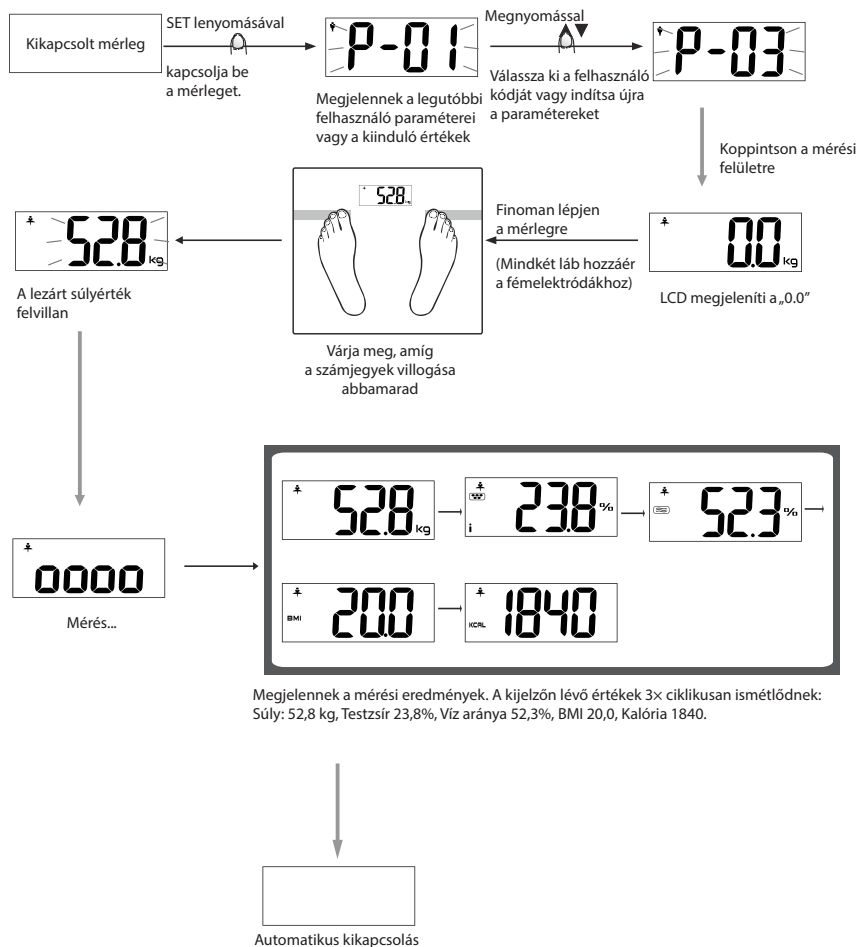 Kikapcsolt mérleg
SET lenyomásával
kapcsolja be
a mérleget.
P-01
Megjelennek a legutóbbi
felhasználó paraméterei
vagy a kiinduló értékek
Megnyomással
Válassza ki a felhasználó
kódját vagy indítsa újra
a paramétereket
P-03
Koppintson a mérési
felületre
0.0 kg
LCD megjeleníti a „0.0”
Finoman lépjen
a mérlegre
(Mindkét láb hozzáér
a fémelektródákhoz)
52.8 kg
Várja meg, amíg
a számjegyek villogása
abbamarad
52.8 kg
A lezárt súlyérték
felvillan
oooo
Mérés...
52.8 kg
i 23.8 %
52.3 %
BMI 20.0
KCAL 1840
Megjelennek a mérési eredmények. A kijelzőn lévő értékek 3× ciklikusan ismétlődnek:
Súly: 52,8 kg, Testzsír 23,8%, Víz aránya 52,3%, BMI 20,0, Kalória 1840.
Automatikus kikapcsolás